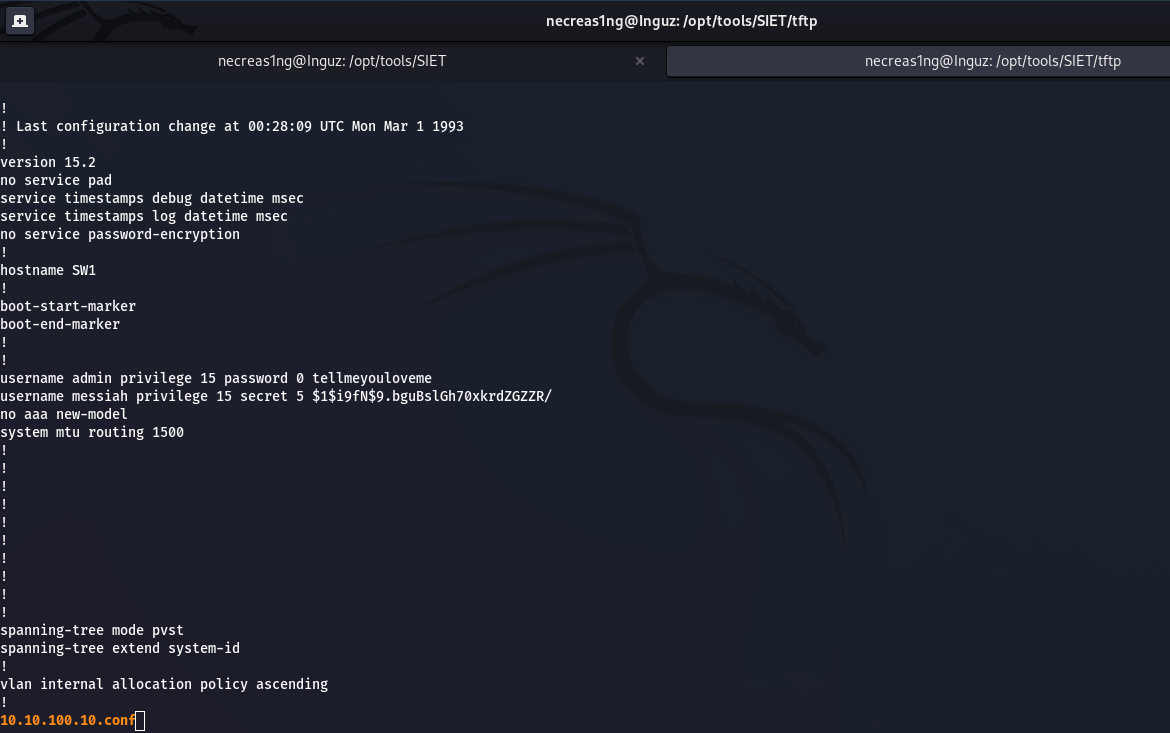 necreas1ng@Inguz: /opt/tools/SIET/tftp
necreas1ng@Inguz: /opt/tools/SIET × necreas1ng@Inguz: /opt/tools/SIET/tftp
!
! Last configuration change at 00:28:09 UTC Mon Mar 1 1993
!
version 15.2
no service pad
service timestamps debug datetime msec
service timestamps log datetime msec
no service password-encryption
!
hostname SW1
!
boot-start-marker
boot-end-marker
!
!
username admin privilege 15 password 0 tellmeyouloveme
username messiah privilege 15 secret 5 $1$i9fN$9.bguBslGh70xkrdZGZZR/
no aaa new-model
system mtu routing 1500
!
!
!
!
!
!
!
!
!
!
spanning-tree mode pvst
spanning-tree extend system-id
!
vlan internal allocation policy ascending
!
10.10.100.10.conf